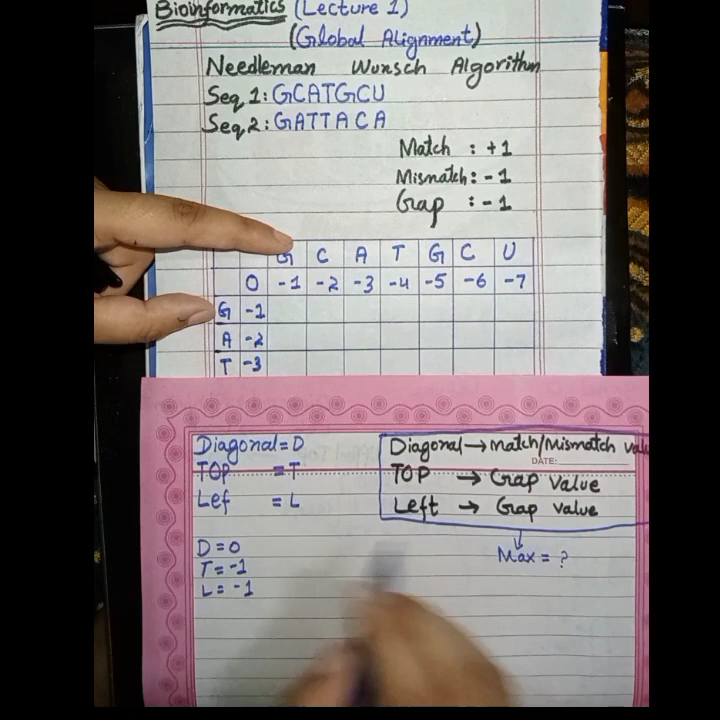 Bioinformatics (Lecture 1)
(Global Alignment)
Needleman Wunsch Algorithm
Seq 1: GCATGCU
Seq 2: GATTACA
Match : +1
Mismatch: -1
Gap : -1
G C A T G C U
0 -1 -2 -3 -4 -5 -6 -7
G -1
A -2
T -3
Diagonal = D
TOP = T
Lef = L
Diagonal → Match/Mismatch valu
DATE:
TOP → Gap value
Left → Gap value
Max = ?
D = 0
T = -1
L = -1